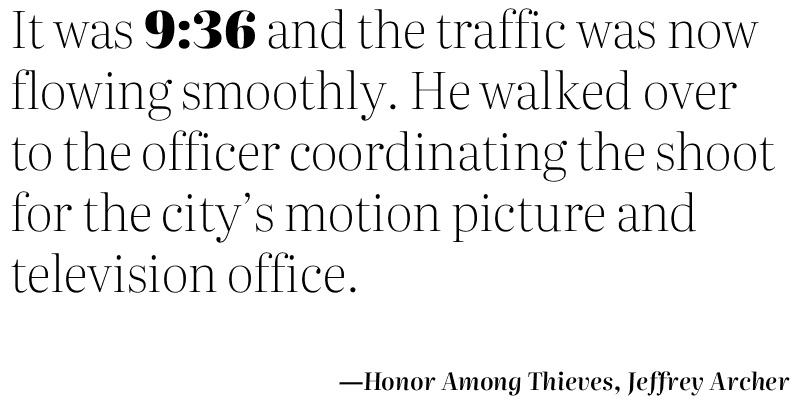 It was 9:36 and the traffic was now
flowing smoothly. He walked over
to the officer coordinating the shoot
for the city’s motion picture and
television office.
—Honor Among Thieves, Jeffrey Archer